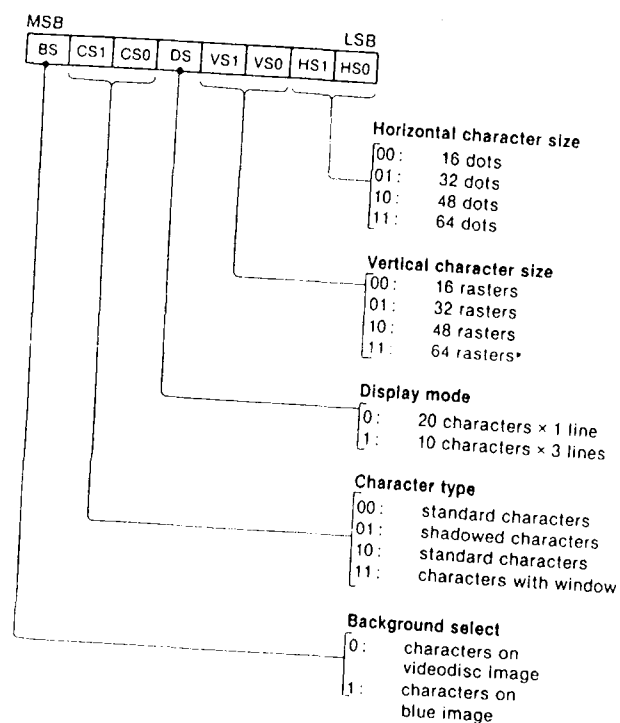 MSB LSB
BS CS1 CS0 DS VS1 VS0 HS1 HS0
Horizontal character size
00: 16 dots
01: 32 dots
10: 48 dots
11: 64 dots
Vertical character size
00: 16 rasters
01: 32 rasters
10: 48 rasters
11: 64 rasters*
Display mode
0: 20 characters × 1 line
1: 10 characters × 3 lines
Character type
00: standard characters
01: shadowed characters
10: standard characters
11: characters with window
Background select
0: characters on
videodisc image
1: characters on
blue image